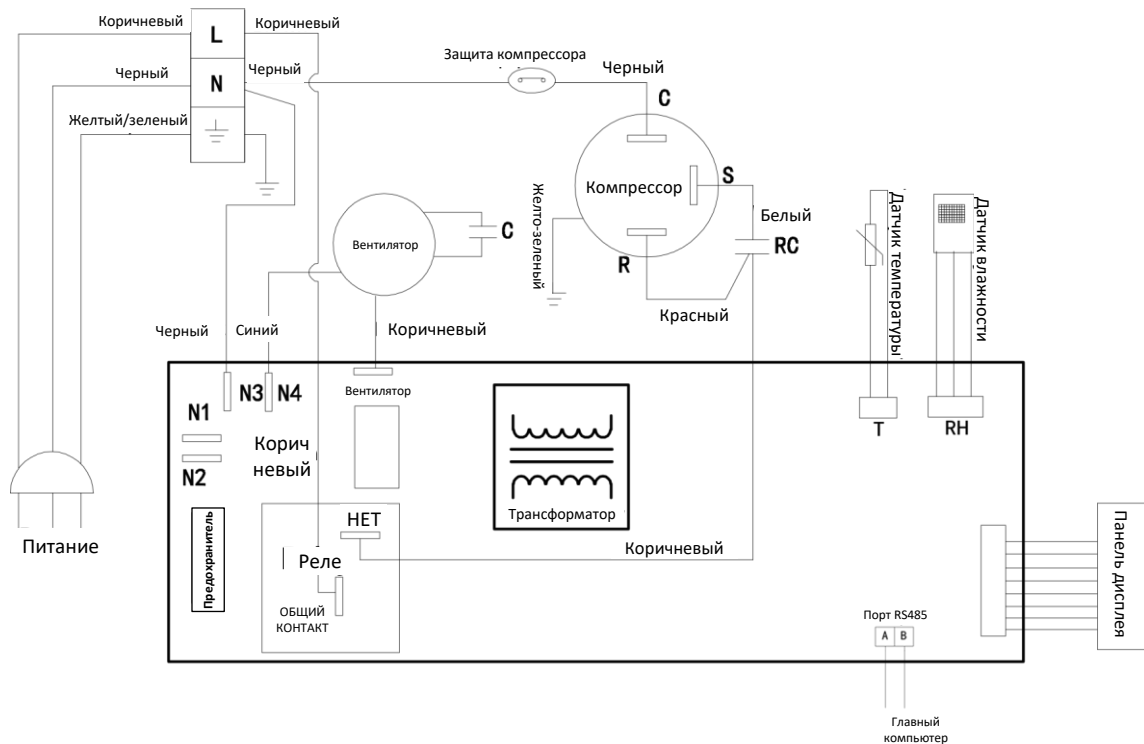 Коричневый
L
Коричневый
Черный
N
Черный
Защита компрессора
Черный
C
Желтый/зеленый
Компрессор
S
Белый
RC
R
Красный
Желто-зеленый
Вентилятор
C
Датчик температуры
Датчик влажности
Черный
Синий
Коричневый
N3
N4
Вентилятор
N1
N2
Корич
невый
Трансформатор
T
RH
Питание
Предохранитель
НЕТ
Реле
ОБЩИЙ
КОНТАКТ
Коричневый
Порт RS485
A B
Панель дисплея
Главный
компьютер